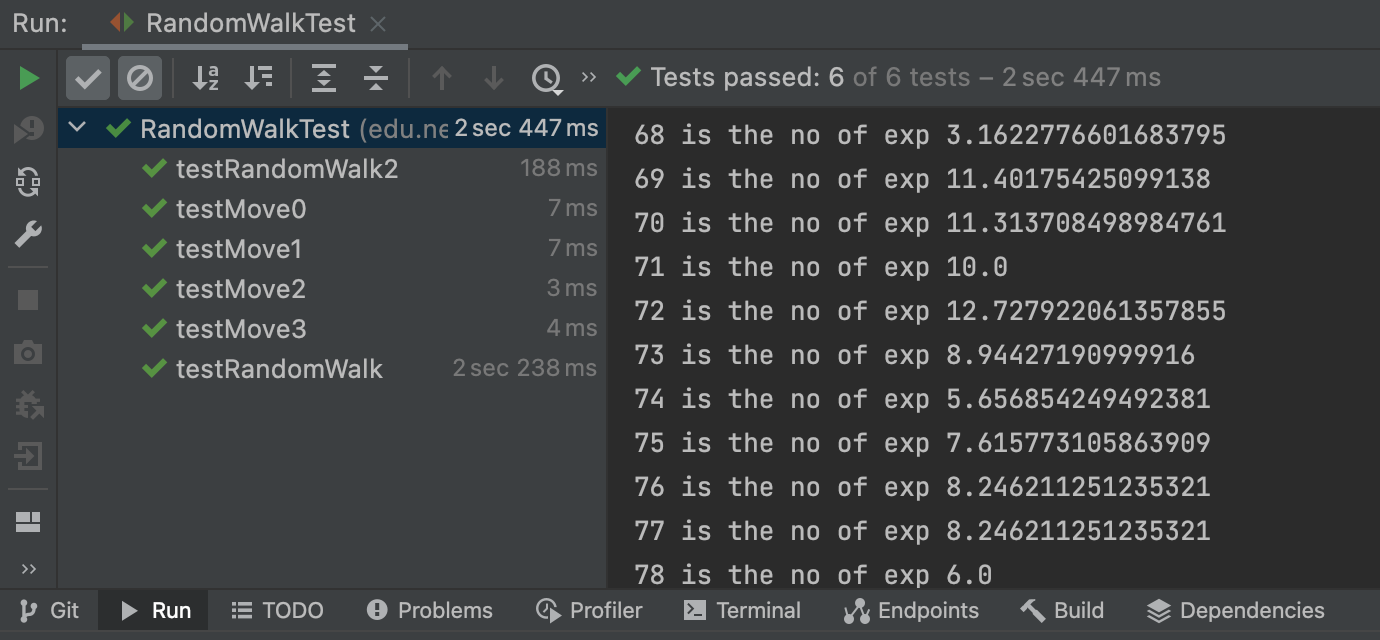 Run: RandomWalkTest
Tests passed: 6 of 6 tests – 2 sec 447 ms
RandomWalkTest (edu.ne 2 sec 447 ms
testRandomWalk2 188 ms
testMove0 7 ms
testMove1 7 ms
testMove2 3 ms
testMove3 4 ms
testRandomWalk 2 sec 238 ms
68 is the no of exp 3.1622776601683795
69 is the no of exp 11.40175425099138
70 is the no of exp 11.313708498984761
71 is the no of exp 10.0
72 is the no of exp 12.727922061357855
73 is the no of exp 8.94427190999916
74 is the no of exp 5.656854249492381
75 is the no of exp 7.615773105863909
76 is the no of exp 8.246211251235321
77 is the no of exp 8.246211251235321
78 is the no of exp 6.0
Git Run TODO Problems Profiler Terminal Endpoints Build Dependencies